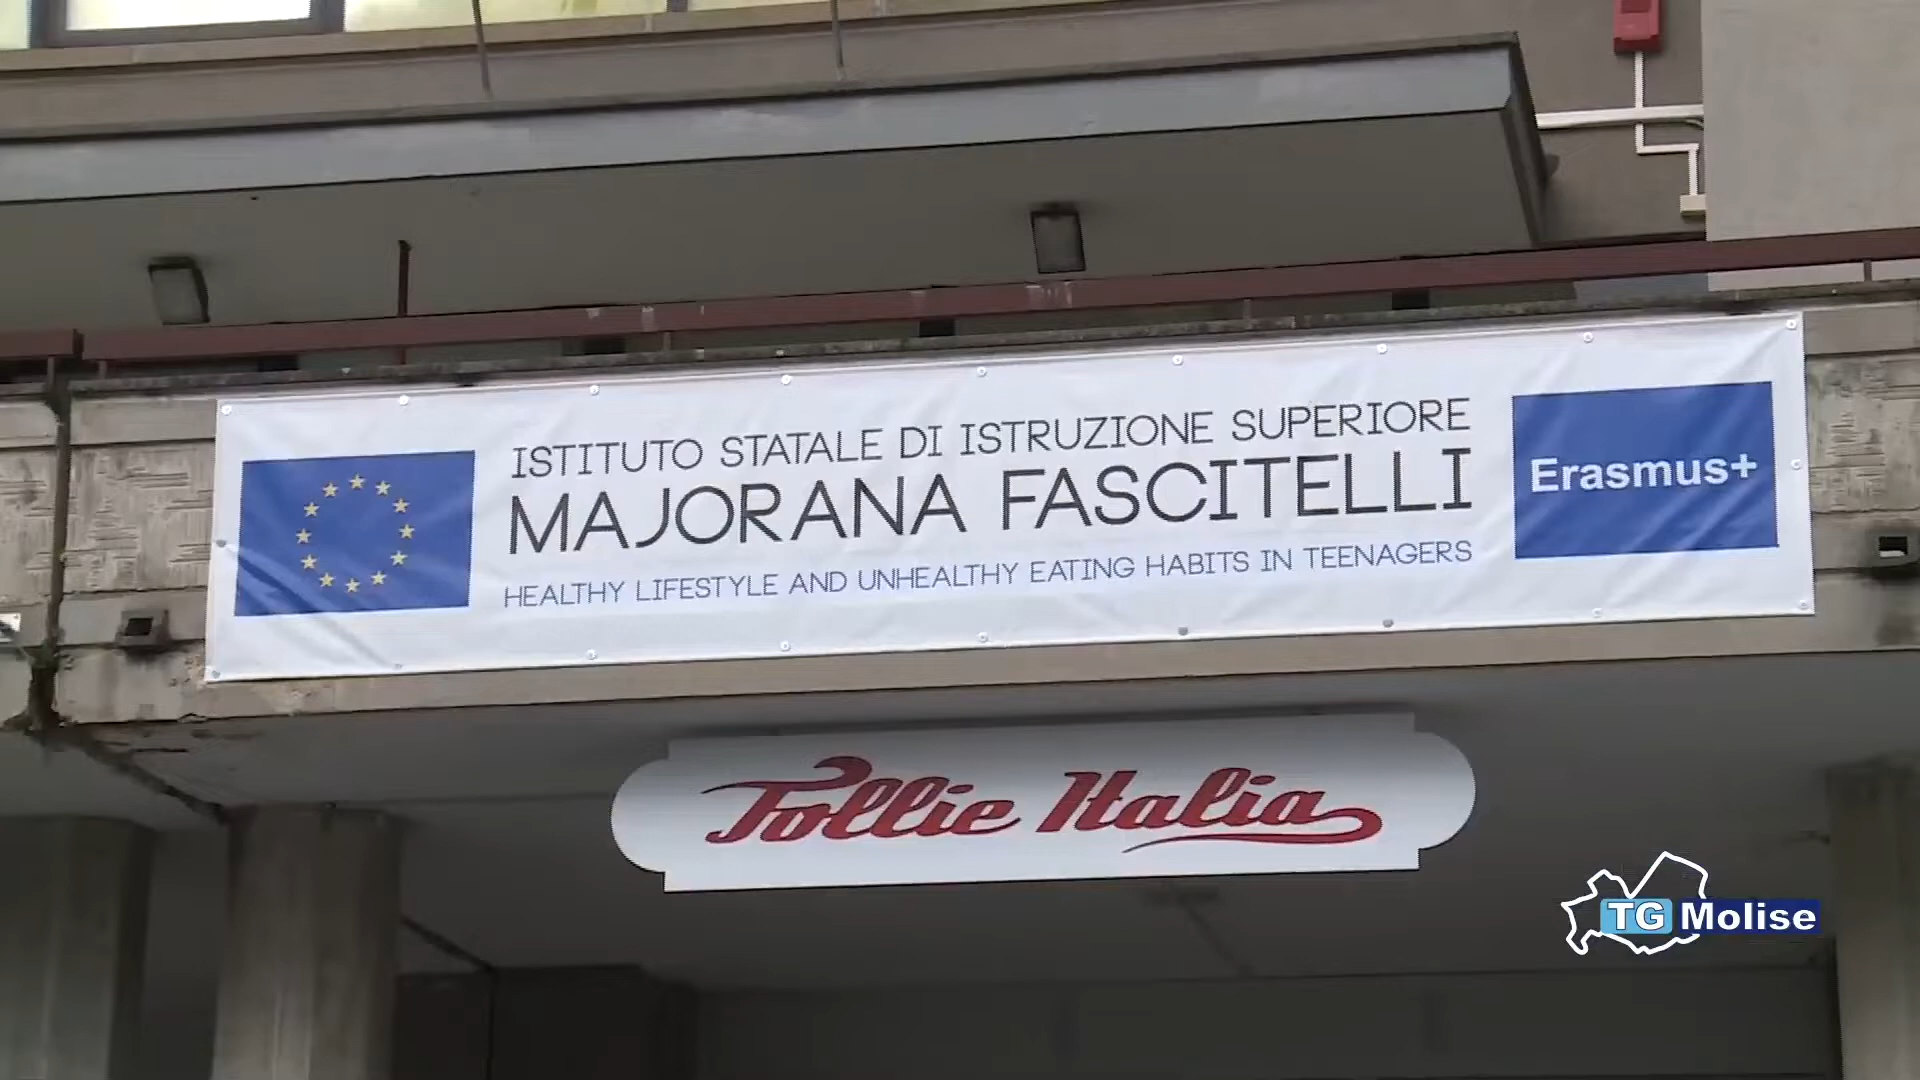 ISTITUTO STATALE DI ISTRUZIONE SUPERIORE
MAJORANA FASCITELLI
HEALTHY LIFESTYLE AND UNHEALTHY EATING HABITS IN TEENAGERS
Erasmus+
Tollie Italia
TG Molise